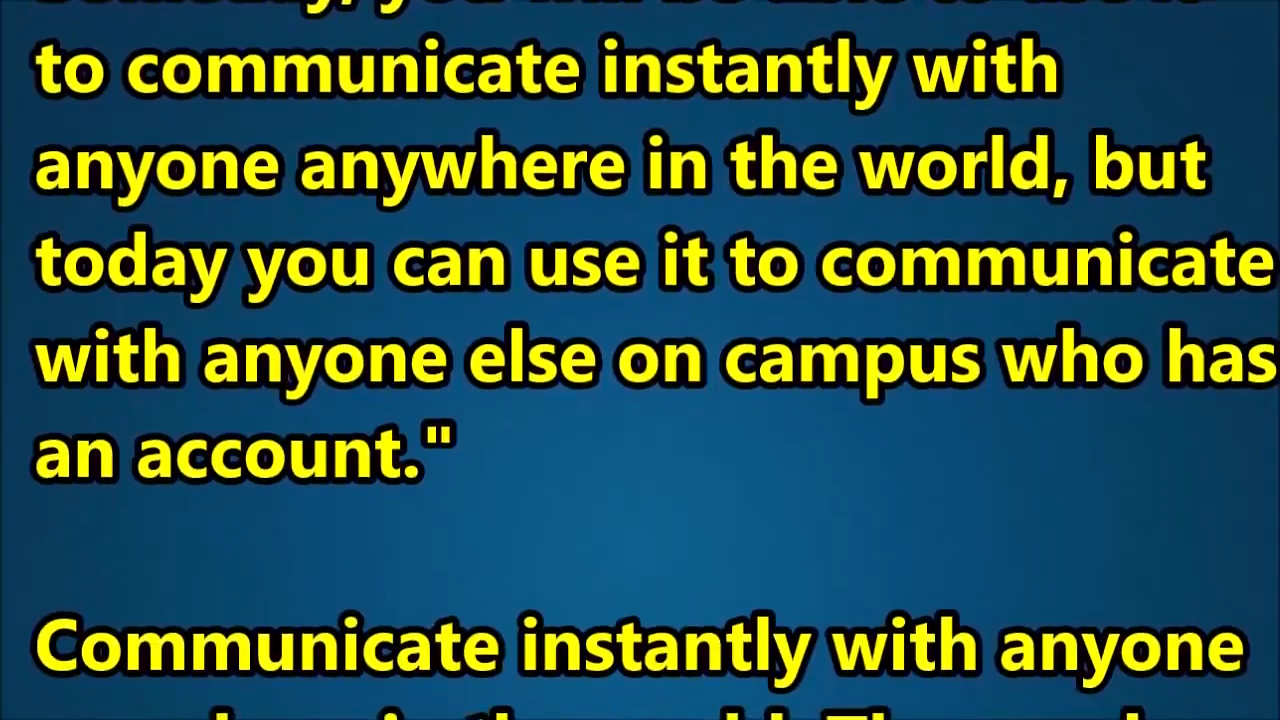 to communicate instantly with
anyone anywhere in the world, but
today you can use it to communicate
with anyone else on campus who has
an account."
Communicate instantly with anyone